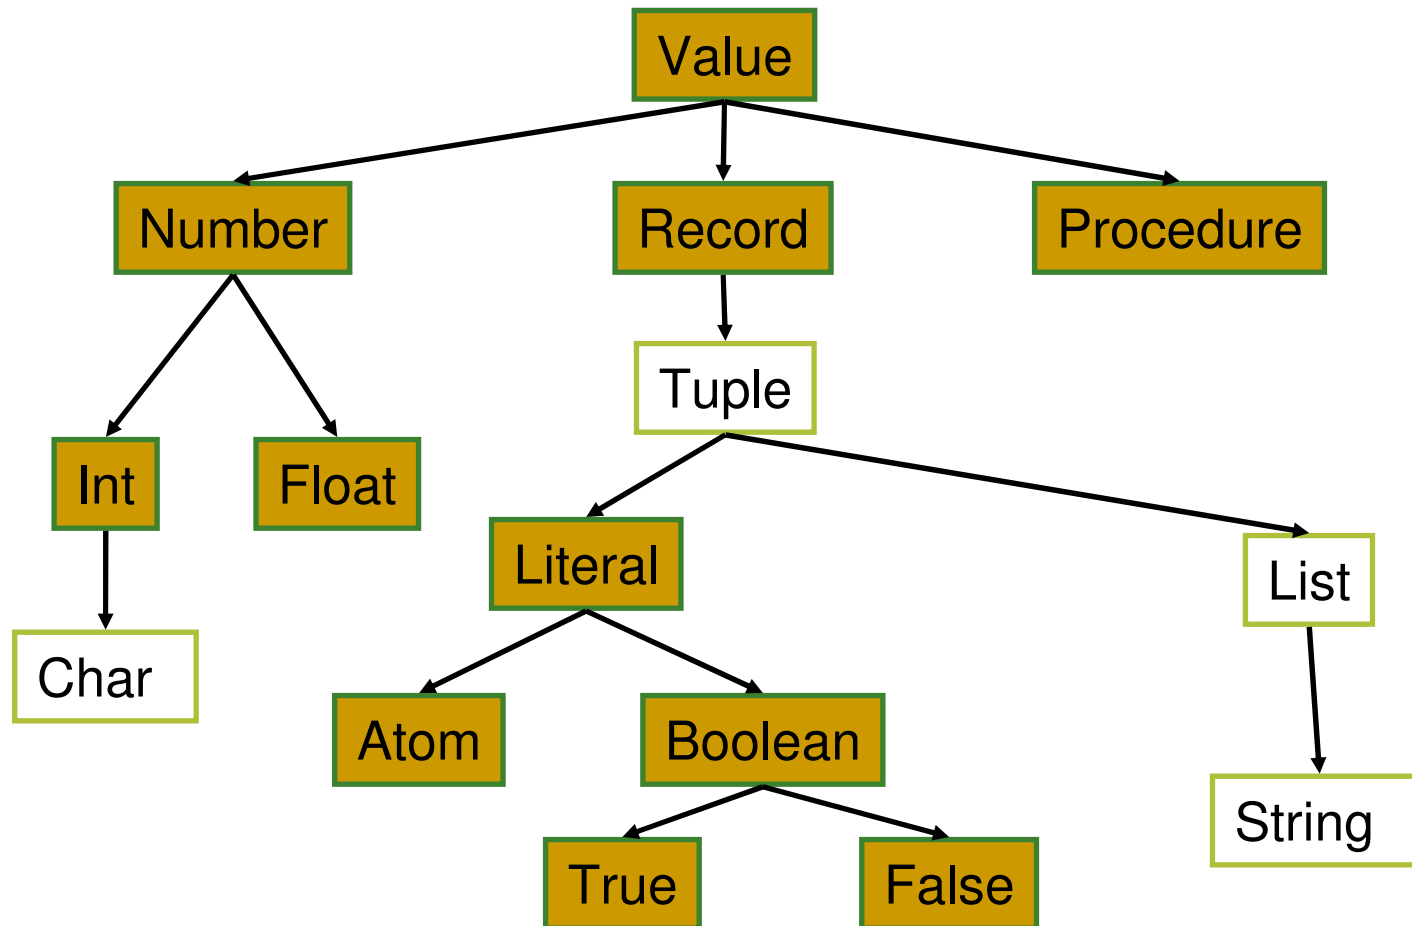 Value
Number
Record
Procedure
Tuple
Int
Float
Literal
List
Char
Atom
Boolean
String
True
False